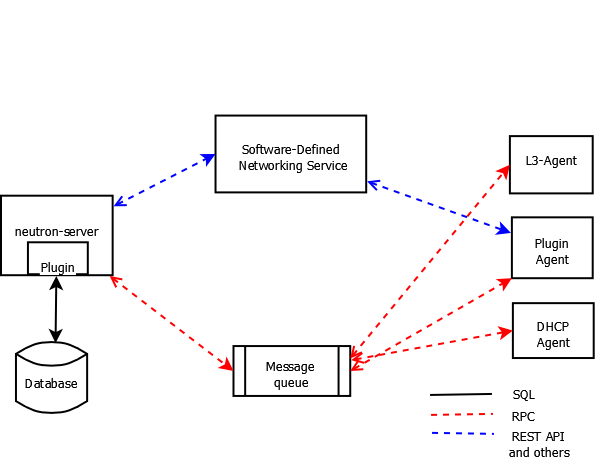 Software-Defined
Networking Service
L3-Agent
neutron-server
Plugin
Plugin
Agent
DHCP
Agent
Message
queue
Database
SQL
RPC
REST API
and others